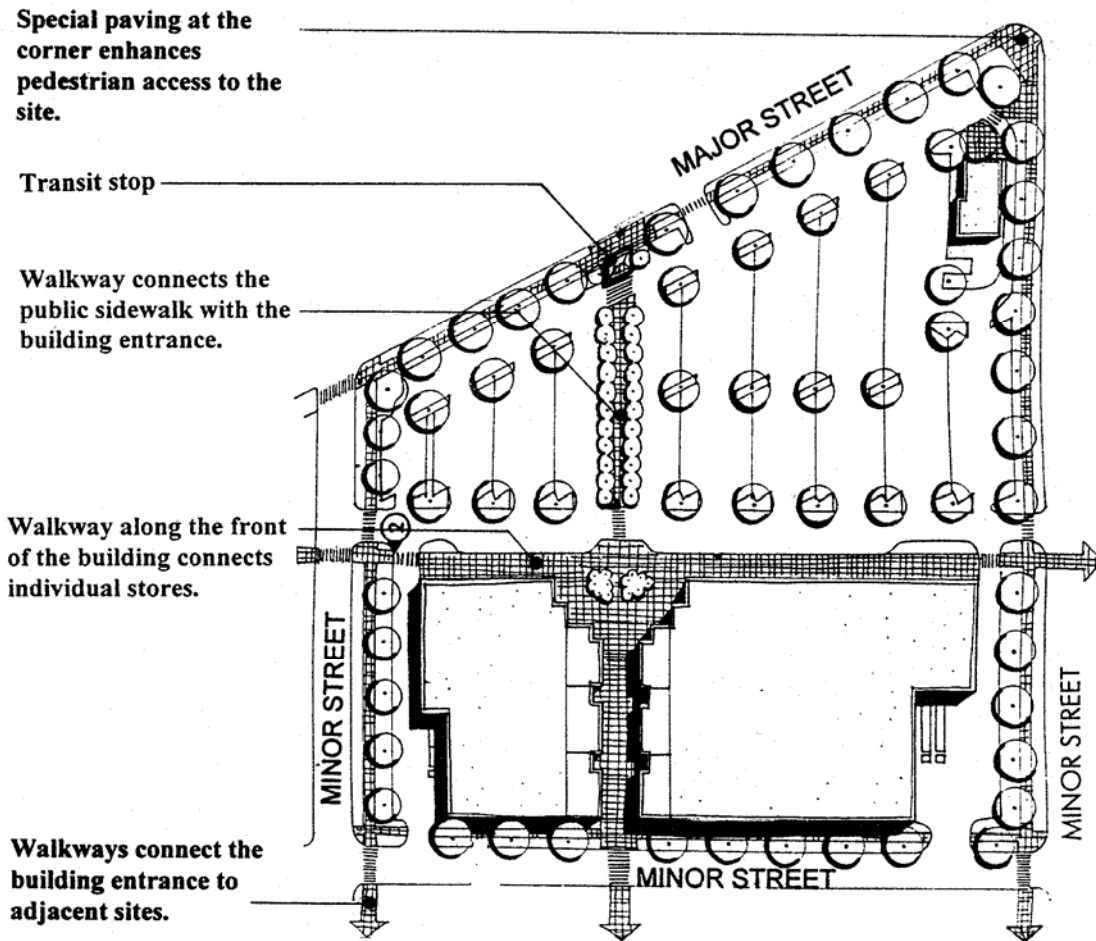 Special paving at the
corner enhances
pedestrian access to the
site.
MAJOR STREET
Transit stop
Walkway connects the
public sidewalk with the
building entrance.
Walkway along the front
of the building connects
individual stores.
2
MINOR STREET
MINOR STREET
Walkways connect the
building entrance to
adjacent sites.
MINOR STREET